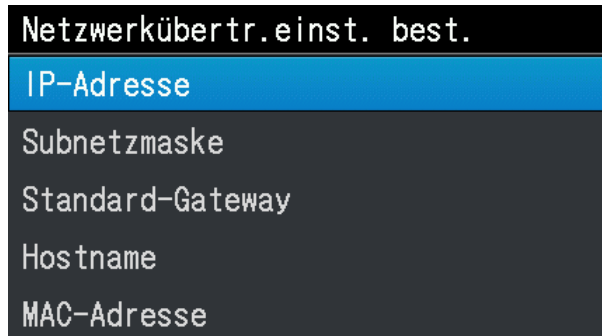 Netzwerkübertr.einst. best.
IP-Adresse
Subnetzmaske
Standard-Gateway
Hostname
MAC-Adresse